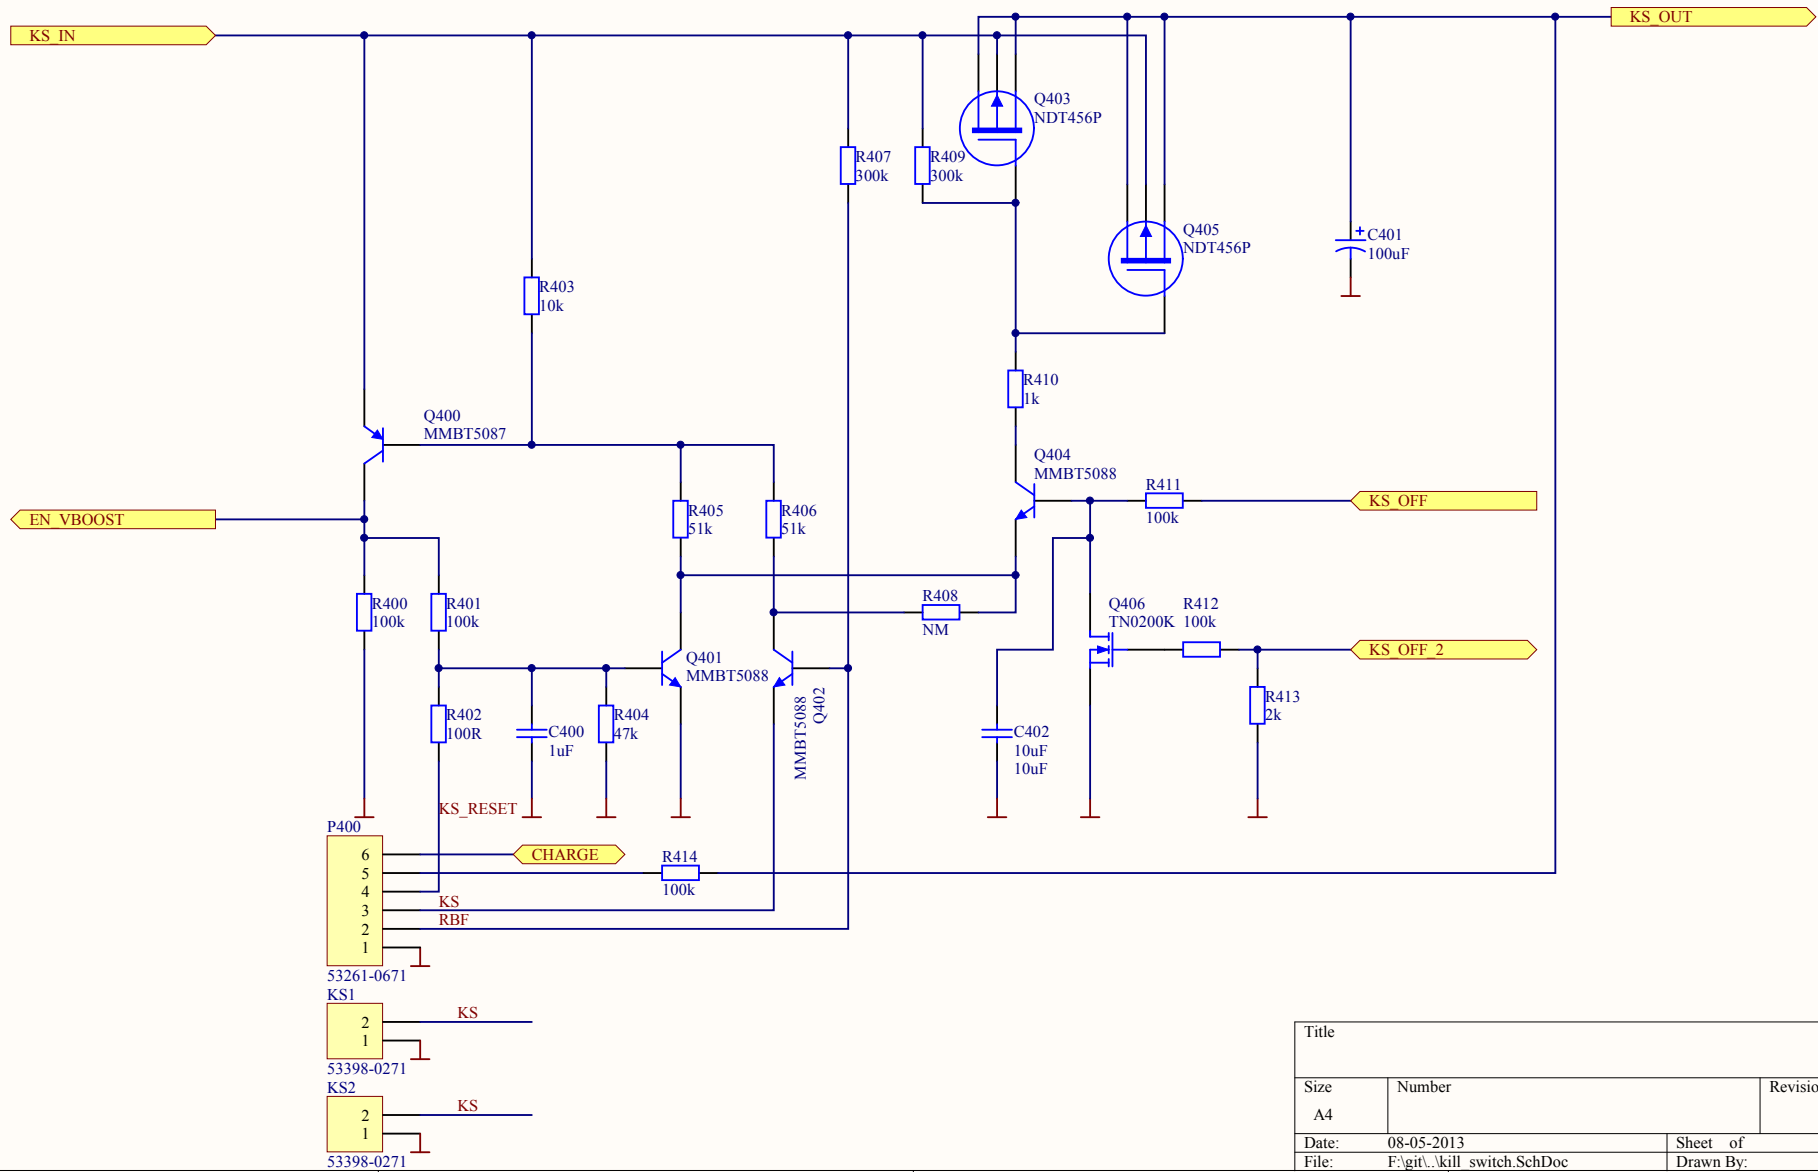 KS_IN
KS_OUT
Q403
NDT456P
R407
300k
R409
300k
Q405
NDT456P
C401
100uF
+
R403
10k
R410
1k
Q400
MMBT5087
Q404
MMBT5088
R411
100k
KS_OFF
EN_VBOOST
R405
51k
R406
51k
R400
100k
R401
100k
R408
NM
Q406
TN0200K
R412
100k
KS_OFF_2
Q401
MMBT5088
MMBT5088
Q402
R413
2k
R402
100R
C400
1uF
R404
47k
C402
10uF
10uF
KS_RESET
P400
6
5
4
3
2
1
CHARGE
R414
100k
KS
RBF
53261-0671
KS1
2
1
KS
53398-0271
KS2
2
1
KS
53398-0271
Title
Size
Number
Revisio
A4
Date:
08-05-2013
Sheet of
File:
F:\git\..\kill_switch.SchDoc
Drawn By: